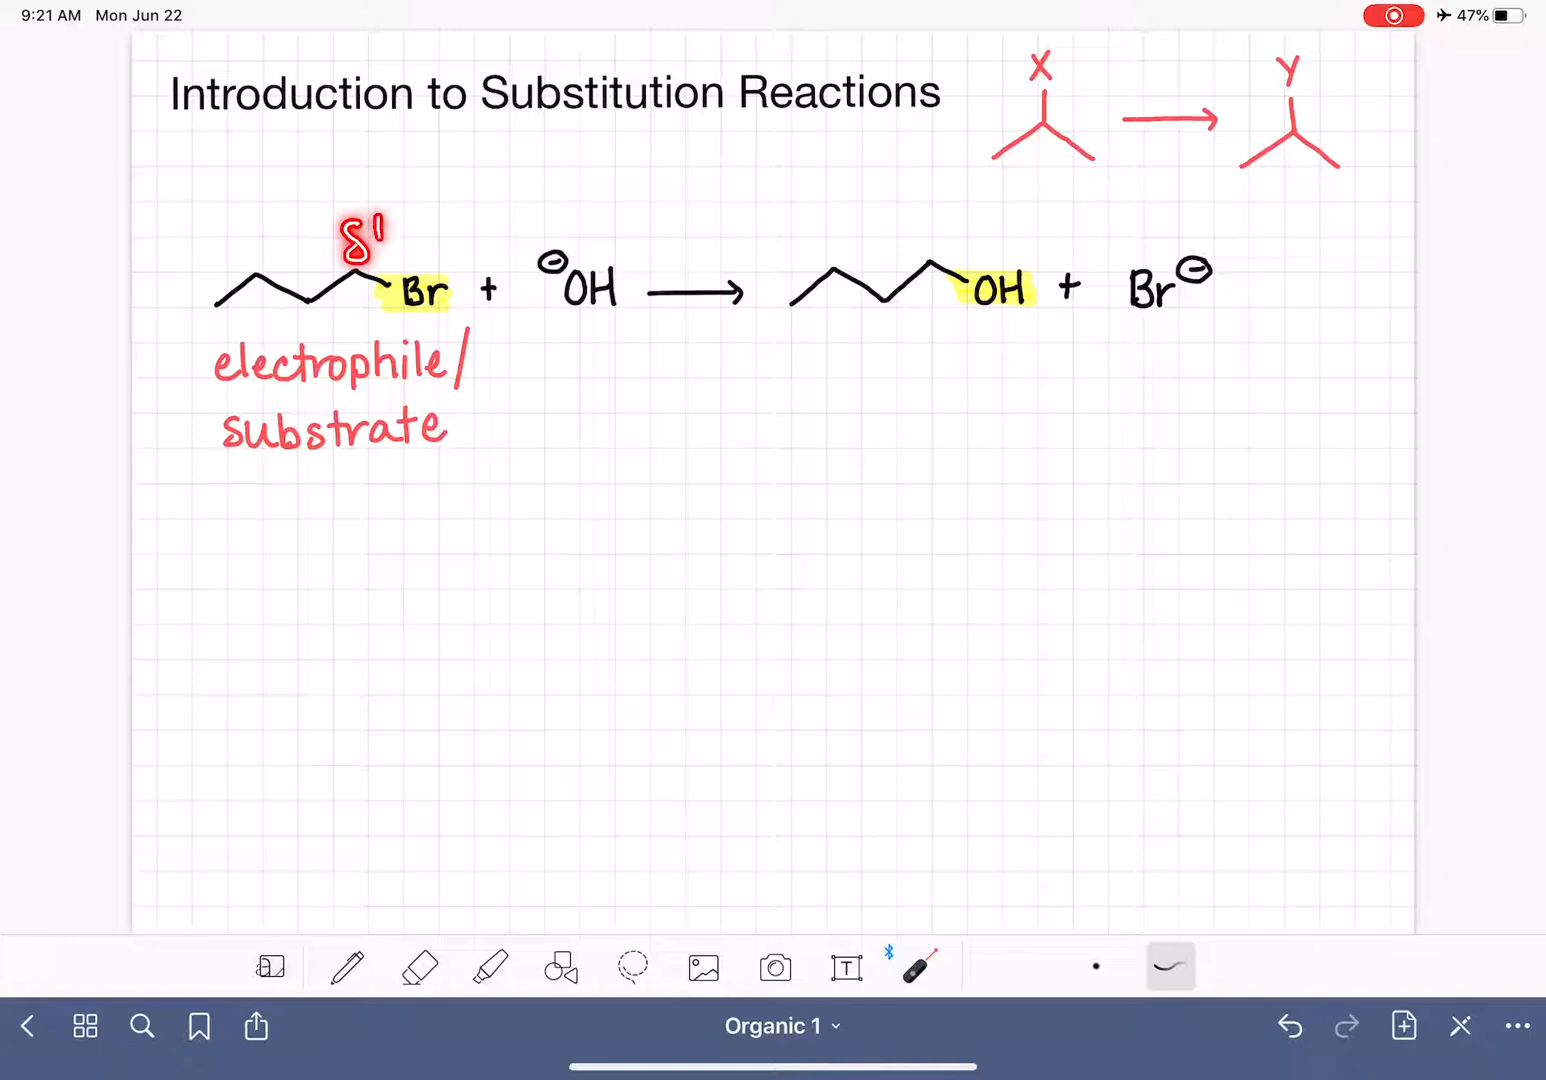 9:21 AM Mon Jun 22
47%
Introduction to Substitution Reactions
X
Y
δ'
Br + ⊖OH → OH + Br⊖
electrophile/
substrate
T
Organic 1